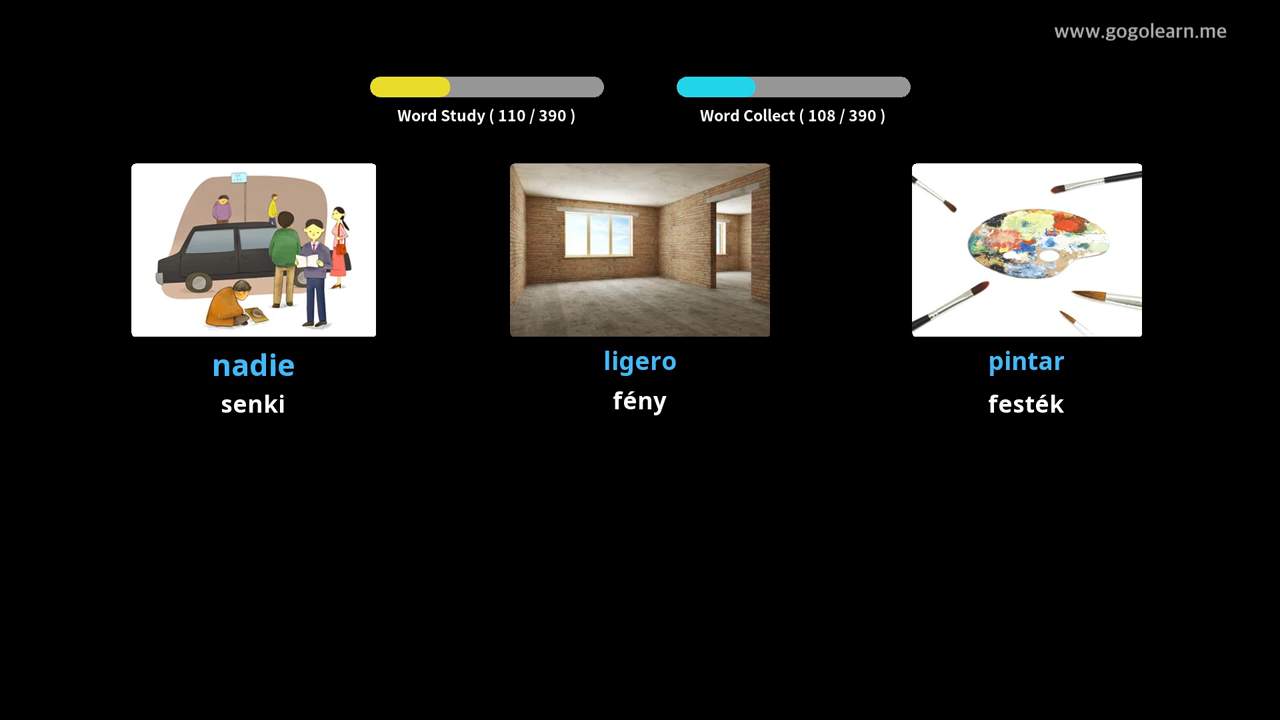 www.gogolearn.me
Word Study ( 110 / 390 )
Word Collect ( 108 / 390 )
nadie
ligero
pintar
senki
fény
festék